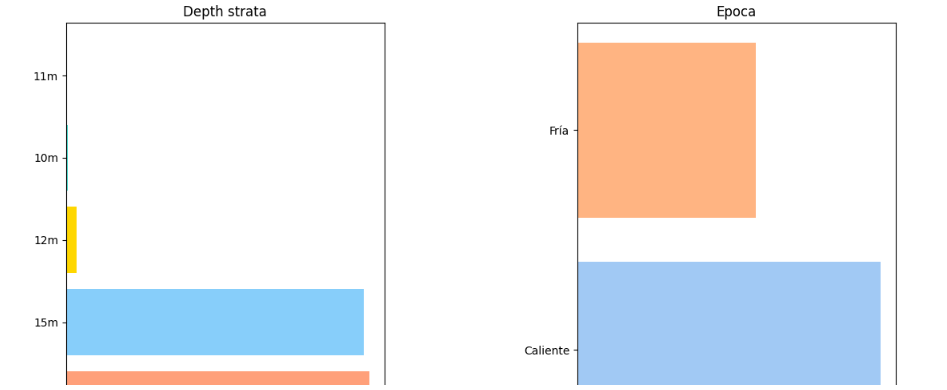 Depth strata
11m
10m
12m
15m
Epoca
Fría
Caliente